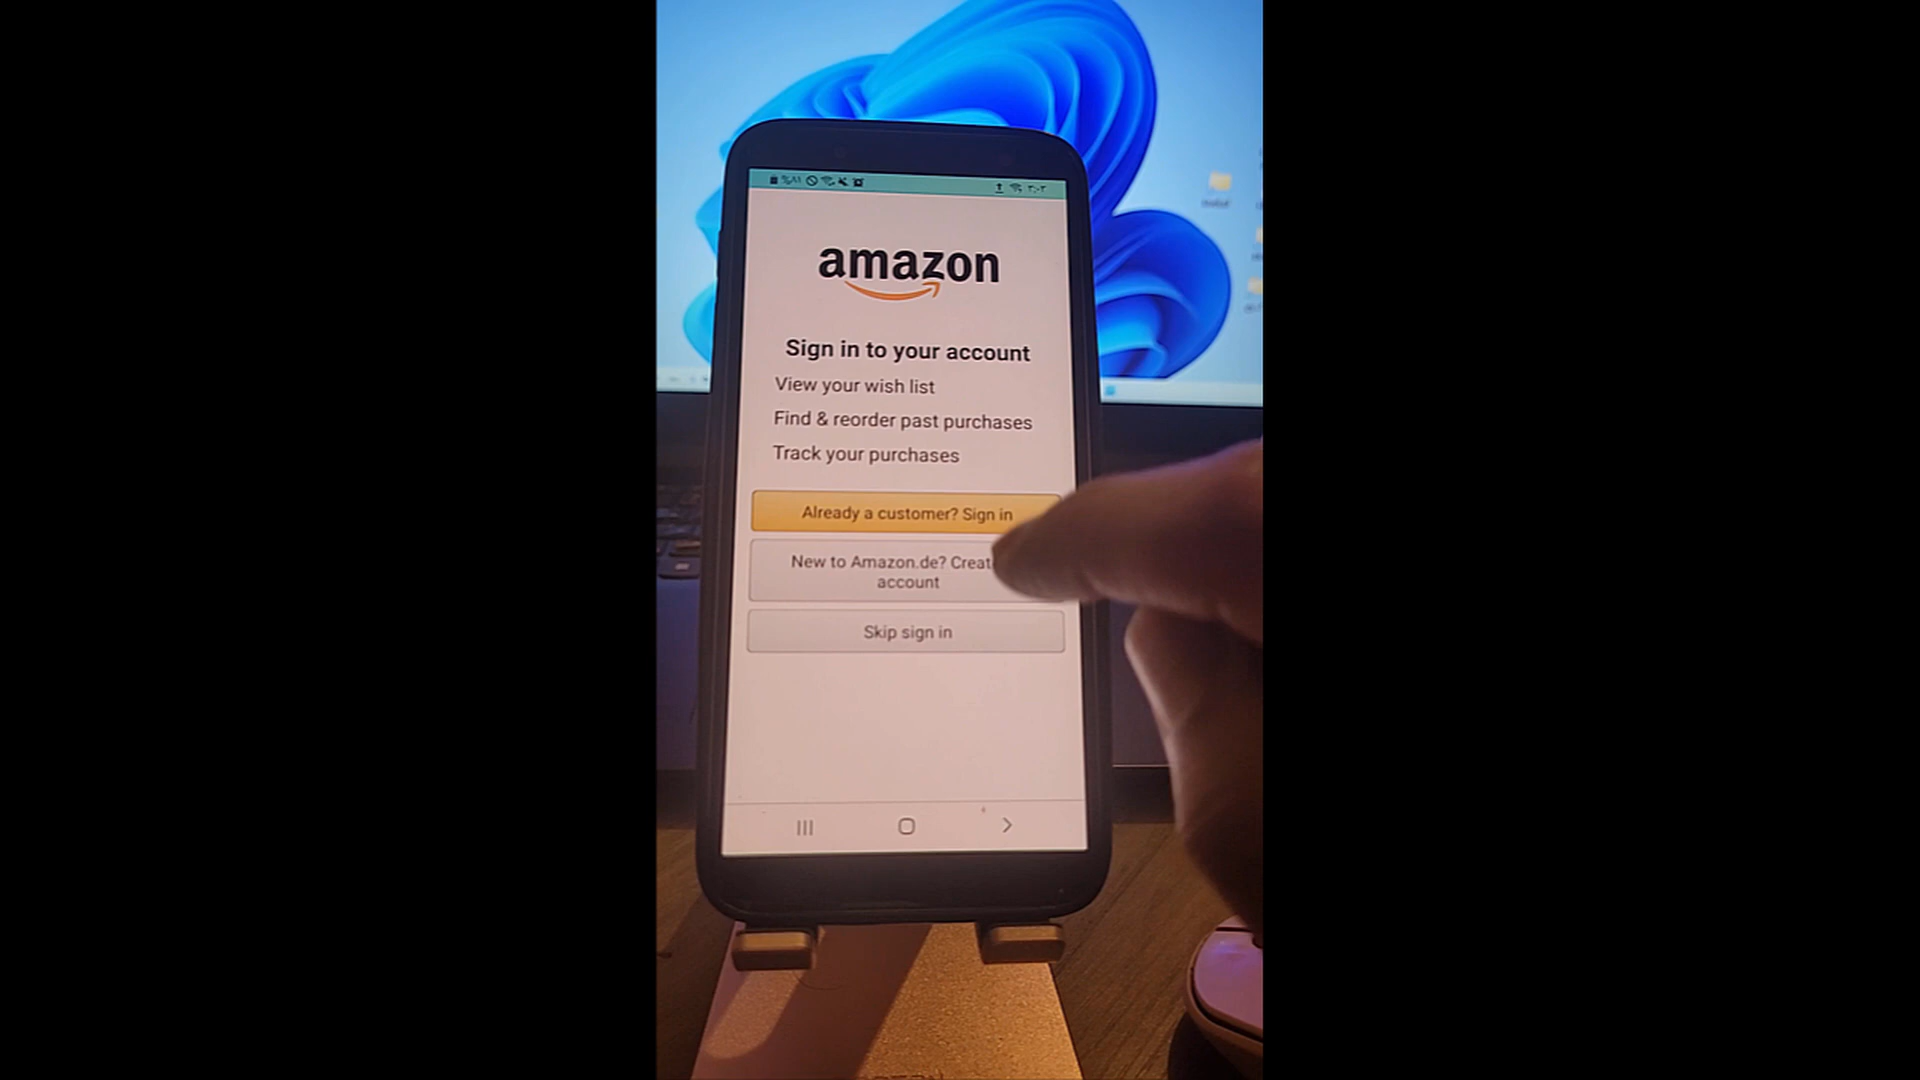 amazon
Sign in to your account
View your wish list
Find & reorder past purchases
Track your purchases
Already a customer? Sign in
New to Amazon.de?
account
Skip sign in